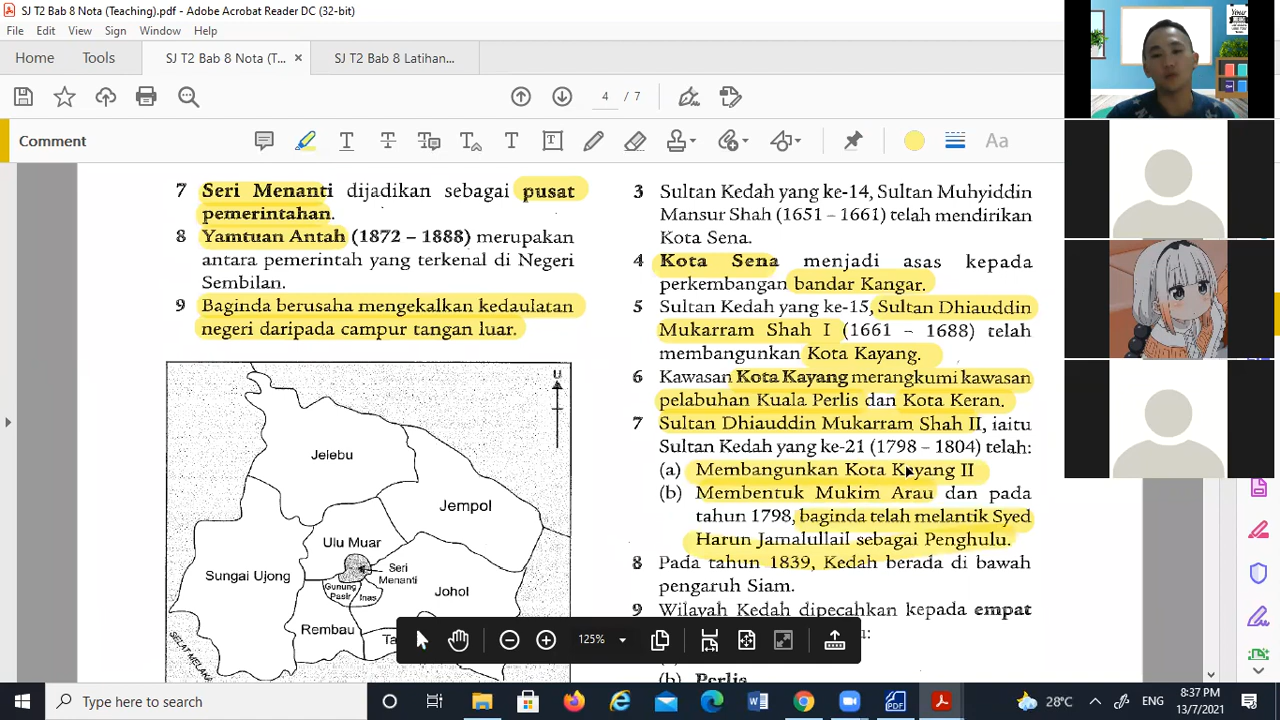 SJ T2 Bab 8 Nota (Teaching).pdf - Adobe Acrobat Reader DC (32-bit)
File Edit View Sign Window Help
Home Tools SJ T2 Bab 8 Nota (T... × SJ T2 Bab 8 Latihan...
4 / 7
Comment
7 Seri Menanti dijadikan sebagai pusat
pemerintahan.
8 Yamtuan Antah (1872 – 1888) merupakan
antara pemerintah yang terkenal di Negeri
Sembilan.
9 Baginda berusaha mengekalkan kedaulatan
negeri daripada campur tangan luar.
U
Jelebu
Jempol
Ulu Muar
Sungai Ujong
Seri
Menanti
Gunung
Pasir
Inas
Johol
Rembau
Ta
SELAT MELAKA
3 Sultan Kedah yang ke-14, Sultan Muhyiddin
Mansur Shah (1651 – 1661) telah mendirikan
Kota Sena.
4 Kota Sena menjadi asas kepada
perkembangan bandar Kangar.
5 Sultan Kedah yang ke-15, Sultan Dhiauddin
Mukarram Shah I (1661 – 1688) telah
membangunkan Kota Kayang.
6 Kawasan Kota Kayang merangkumi kawasan
pelabuhan Kuala Perlis dan Kota Keran.
7 Sultan Dhiauddin Mukarram Shah II, iaitu
Sultan Kedah yang ke-21 (1798 – 1804) telah:
(a) Membangunkan Kota Kayang II
(b) Membentuk Mukim Arau dan pada
tahun 1798, baginda telah melantik Syed
Harun Jamalullail sebagai Penghulu.
8 Pada tahun 1839, Kedah berada di bawah
pengaruh Siam.
9 Wilayah Kedah dipecahkan kepada empat
(b) Perlis
125%
Type here to search
28°C
ENG
8:37 PM
13/7/2021